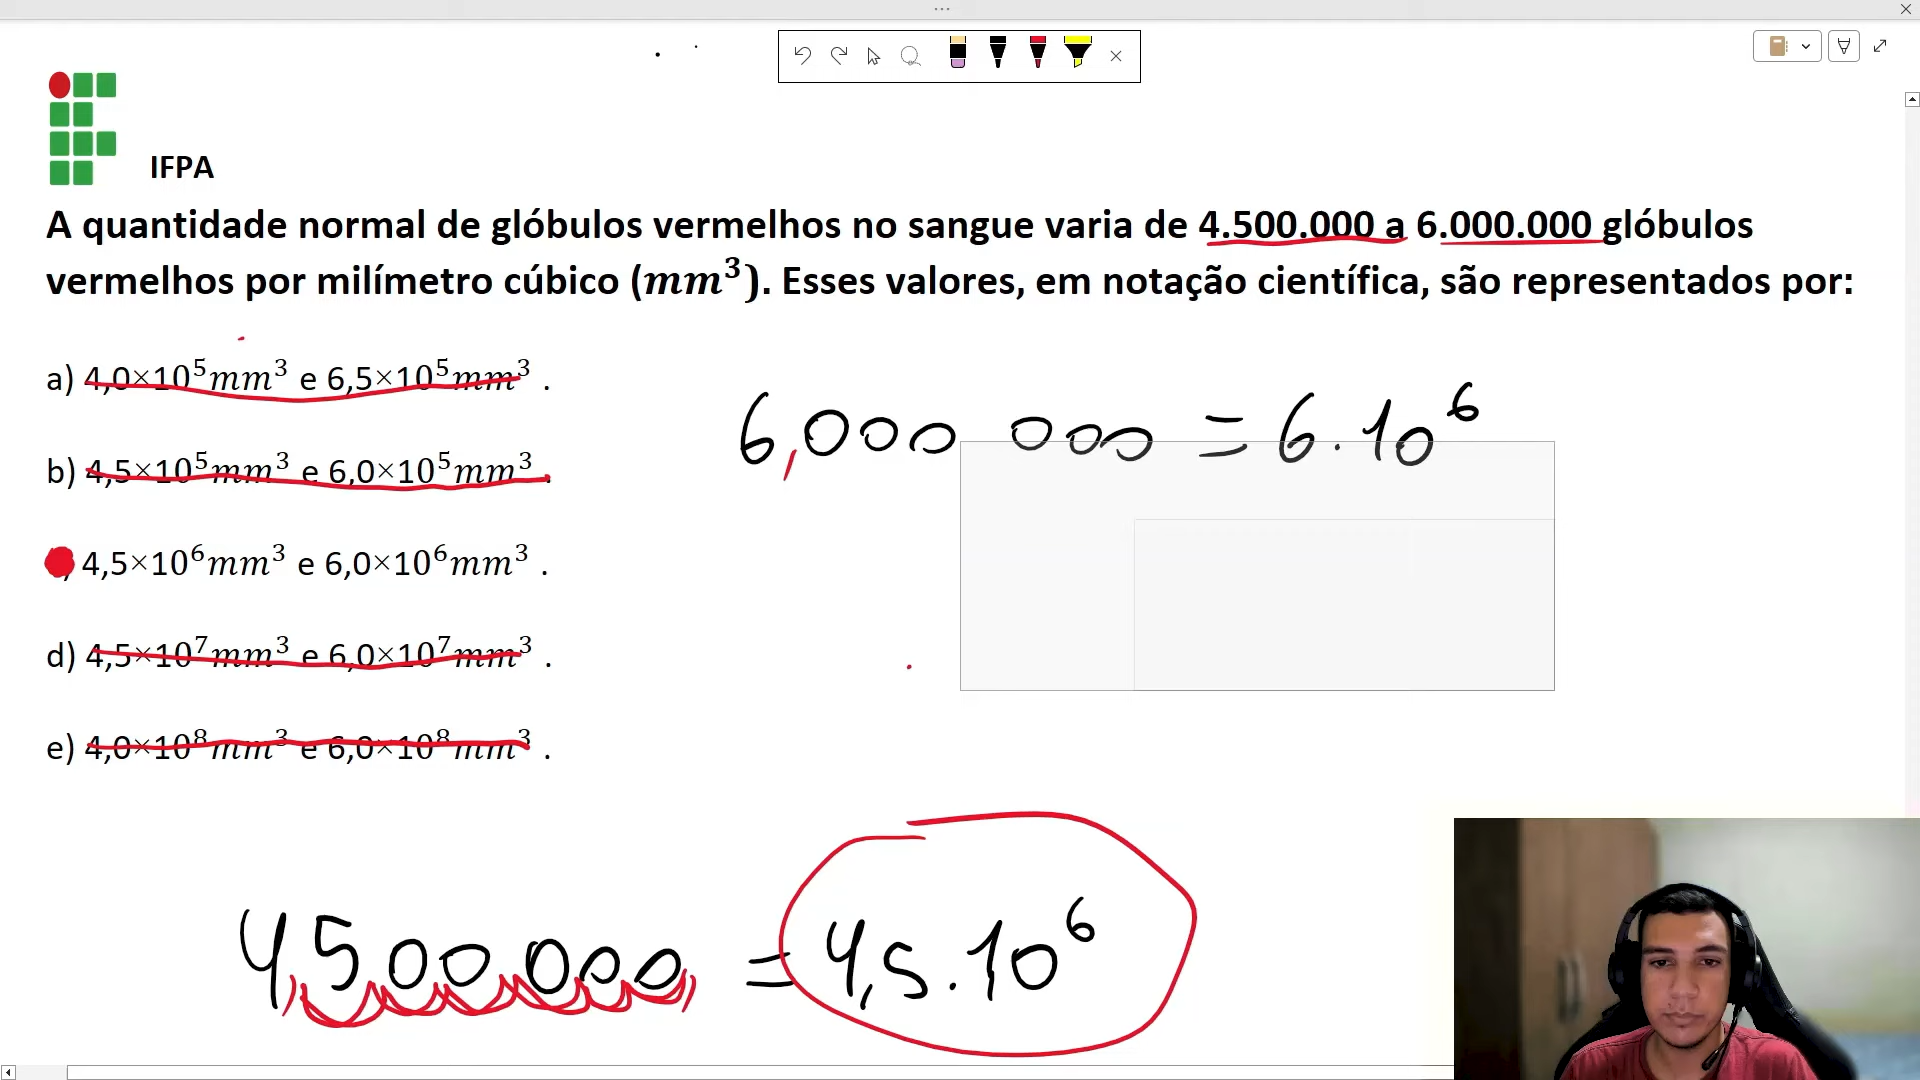 IFPA
A quantidade normal de glóbulos vermelhos no sangue varia de 4.500.000 a 6.000.000 glóbulos
vermelhos por milímetro cúbico (mm³). Esses valores, em notação científica, são representados por:
a) 4,0×10⁵mm³ e 6,5×10⁵mm³ .
b) 4,5×10⁵mm³ e 6,0×10⁵mm³ .
) 4,5×10⁶mm³ e 6,0×10⁶mm³ .
d) 4,5×10⁷mm³ e 6,0×10⁷mm³ .
e) 4,0×10⁸mm³ e 6,0×10⁸mm³ .
6,000 000 = 6.10⁶
4,500000, = 4,5.10⁶